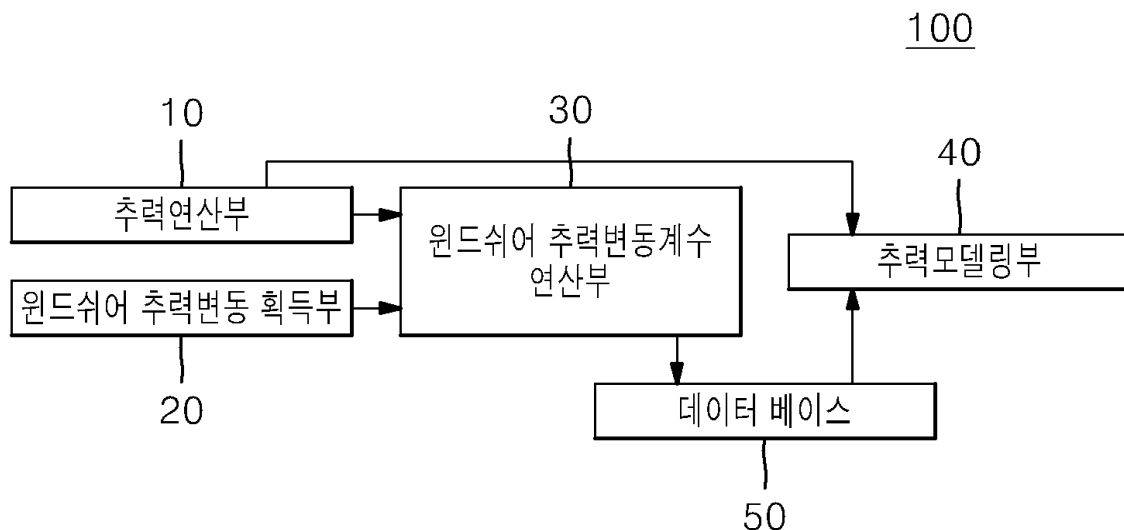 100
10
30
40
추력연산부
윈드쉬어 추력변동계수
연산부
추력모델링부
윈드쉬어 추력변동 획득부
20
데이터 베이스
50